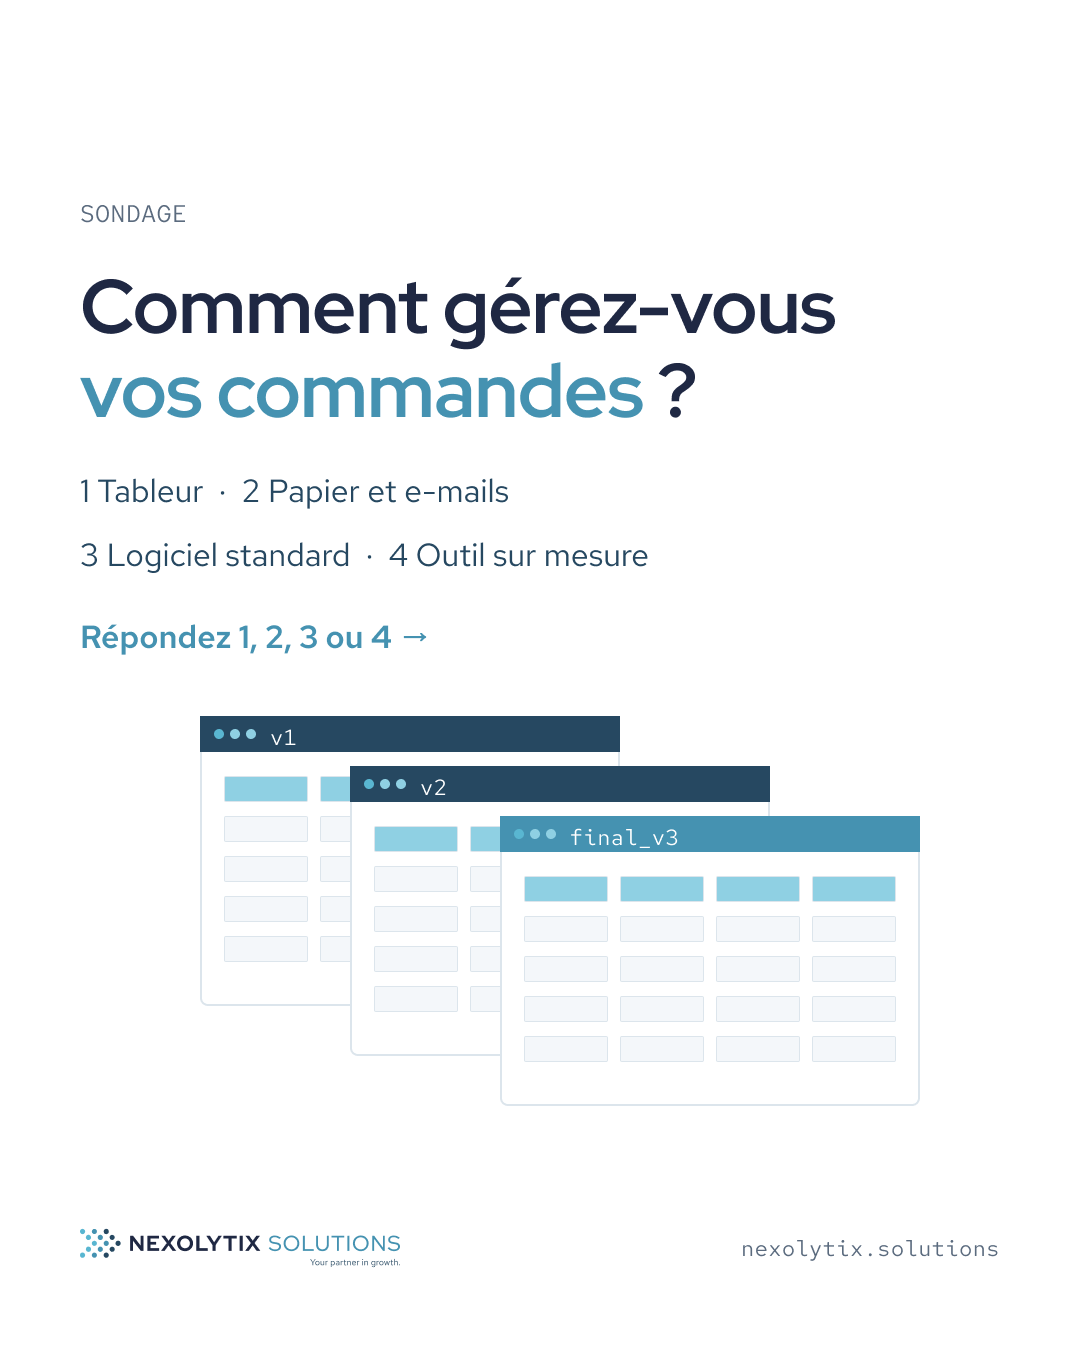 SONDAGE
Comment gérez-vous
vos commandes ?
1 Tableur · 2 Papier et e-mails
3 Logiciel standard · 4 Outil sur mesure
Répondez 1, 2, 3 ou 4 →
v1
v2
final_v3
NEXOLYTIX SOLUTIONS
Your partner in growth.
nexolytix.solutions